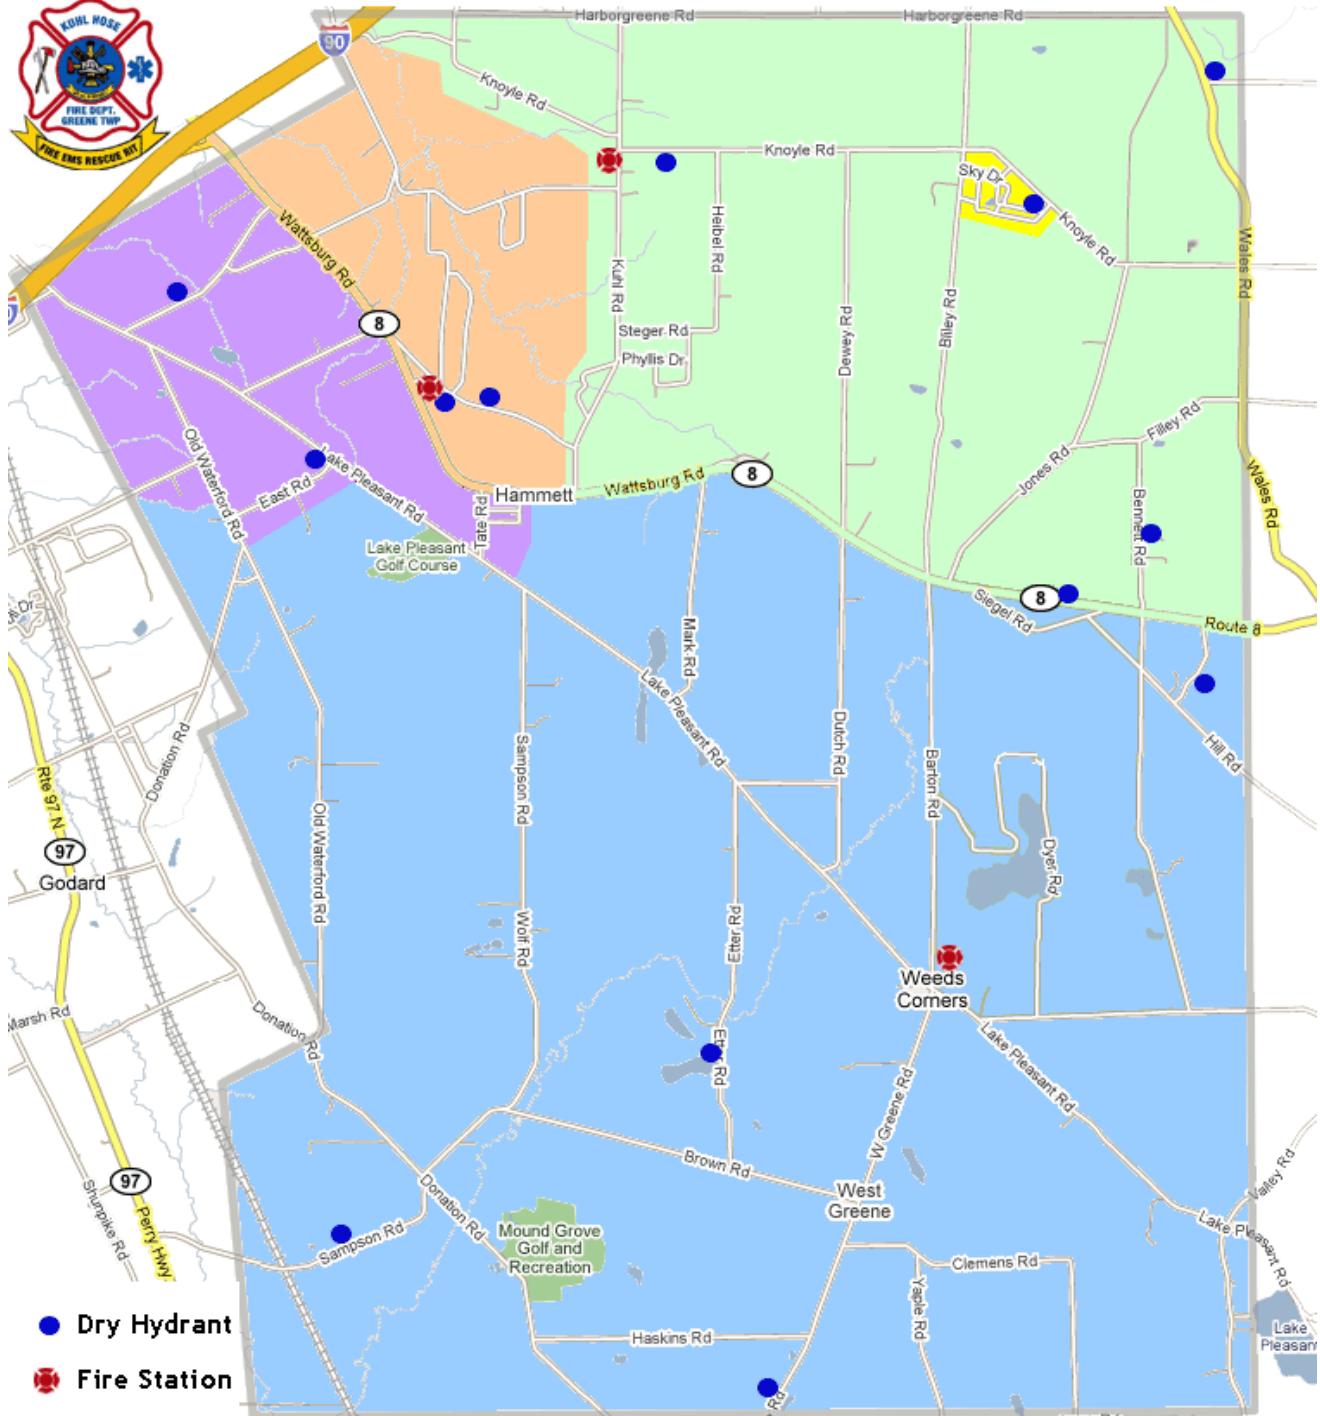 KUHL HOSE
FIRE DEPT.
GREENE TWP
FIRE EMS RESCUE RIT
90
Harborgreene Rd
Harborgreene Rd
Knoyle Rd
Knoyle Rd
Sky Dr
Knoyle Rd
Wattsburg Rd
Heibel Rd
Wales Rd
Kuhl Rd
8
Steger Rd
Phyllis Dr
Dewey Rd
Billey Rd
Filley Rd
Old Waterford Rd
Lake Pleasant Rd
East Rd
Hammett
Wattsburg Rd
8
Jones Rd
Bennett Rd
Wales Rd
Tate Rd
Lake Pleasant
Golf Course
Siegel Rd
8
Route 8
Mark Rd
Lake Pleasant Rd
Dutch Rd
Barton Rd
Hill Rd
Donation Rd
Sampson Rd
Rte 97 N
97
Godard
Old Waterford Rd
Dyer Rd
Wolf Rd
Etter Rd
Weeds
Corners
Marsh Rd
Donation Rd
Etter Rd
Lake Pleasant Rd
W Greene Rd
Brown Rd
97
Shunpike Rd
Perry Hwy
Donation Rd
West
Greene
Valley Rd
Sampson Rd
Mound Grove
Golf and
Recreation
Lake Pleasant Rd
Clemens Rd
Yaple Rd
Haskins Rd
Lake
Pleasant
Rd
Dry Hydrant
Fire Station